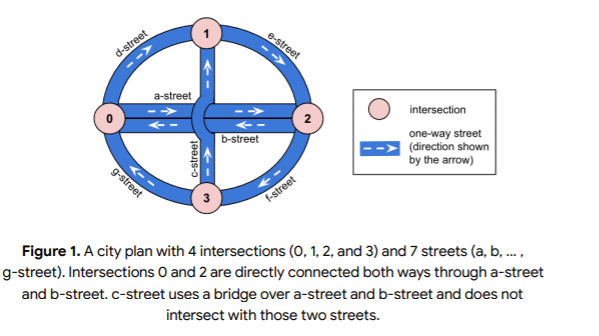 1
d-street
e-street
a-street
0
2
b-street
c-street
g-street
f-street
3
intersection
one-way street
(direction shown
by the arrow)
Figure 1. A city plan with 4 intersections (0, 1, 2, and 3) and 7 streets (a, b, ... ,
g-street). Intersections 0 and 2 are directly connected both ways through a-street
and b-street. c-street uses a bridge over a-street and b-street and does not
intersect with those two streets.